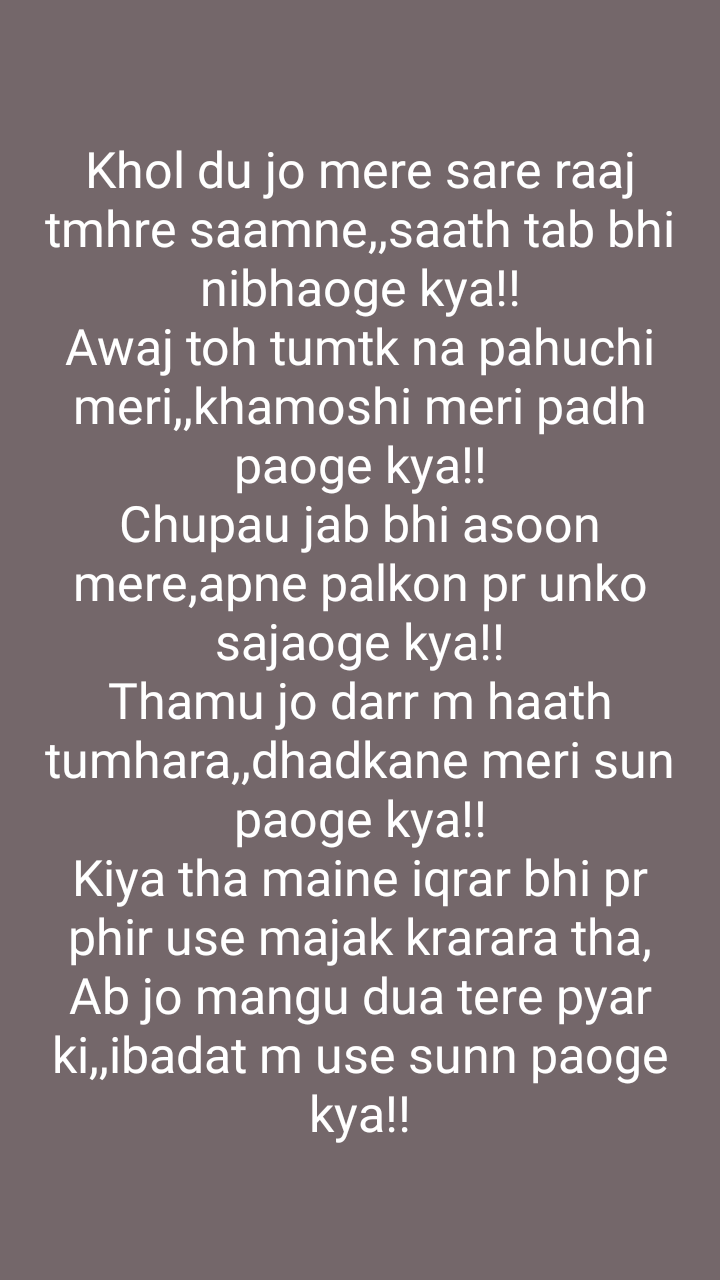 Khol du jo mere sare raaj
tmhre saamne,,saath tab bhi
nibhaoge kya!!
Awaj toh tumtk na pahuchi
meri,,khamoshi meri padh
paoge kya!!
Chupau jab bhi asoon
mere,apne palkon pr unko
sajaoge kya!!
Thamu jo darr m haath
tumhara,,dhadkane meri sun
paoge kya!!
Kiya tha maine iqrar bhi pr
phir use majak krarara tha,
Ab jo mangu dua tere pyar
ki,,ibadat m use sunn paoge
kya!!